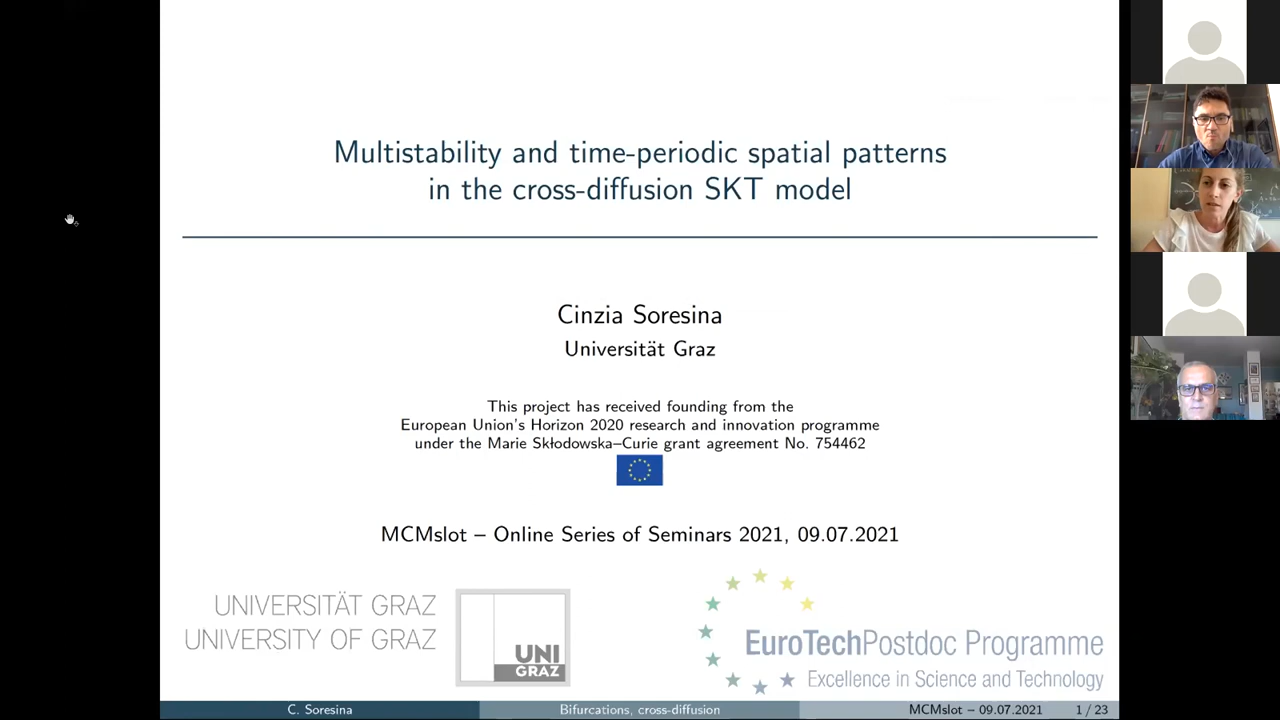 Multistability and time-periodic spatial patterns
in the cross-diffusion SKT model
Cinzia Soresina
Universität Graz
This project has received founding from the
European Union's Horizon 2020 research and innovation programme
under the Marie Skłodowska–Curie grant agreement No. 754462
MCMslot – Online Series of Seminars 2021, 09.07.2021
UNIVERSITÄT GRAZ
UNIVERSITY OF GRAZ
UNI
GRAZ
EuroTechPostdoc Programme
Excellence in Science and Technology
C. Soresina
Bifurcations, cross-diffusion
MCMslot – 09.07.2021
1 / 23